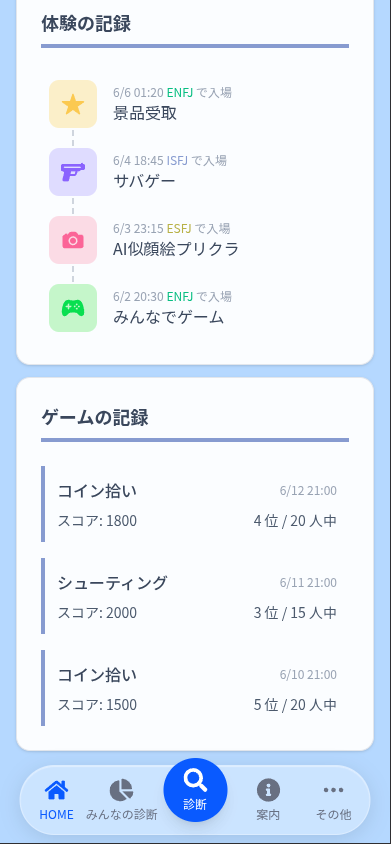 体験の記録
6/6 01:20 ENFJ で入場
景品受取
6/4 18:45 ISFJ で入場
サバゲー
6/3 23:15 ESFJ で入場
AI似顔絵プリクラ
6/2 20:30 ENFJ で入場
みんなでゲーム
ゲームの記録
コイン拾い 6/12 21:00
スコア: 1800 4 位 / 20 人中
シューティング 6/11 21:00
スコア: 2000 3 位 / 15 人中
コイン拾い 6/10 21:00
スコア: 1500 5 位 / 20 人中
HOME みんなの診断 診断 案内 その他